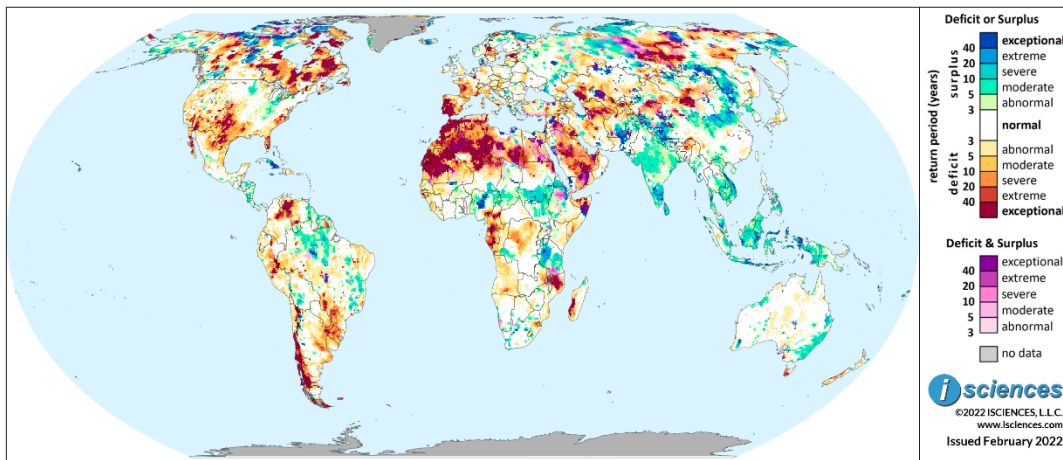 Deficit or Surplus
return period (years)
surplus
deficit
40 exceptional
20 extreme
10 severe
5 moderate
3 abnormal
normal
3 abnormal
5 moderate
10 severe
20 extreme
40 exceptional
Deficit & Surplus
40 exceptional
20 extreme
10 severe
5 moderate
3 abnormal
no data
i sciences
©2022 ISCIENCES, L.L.C.
www.isciences.com
Issued February 2022